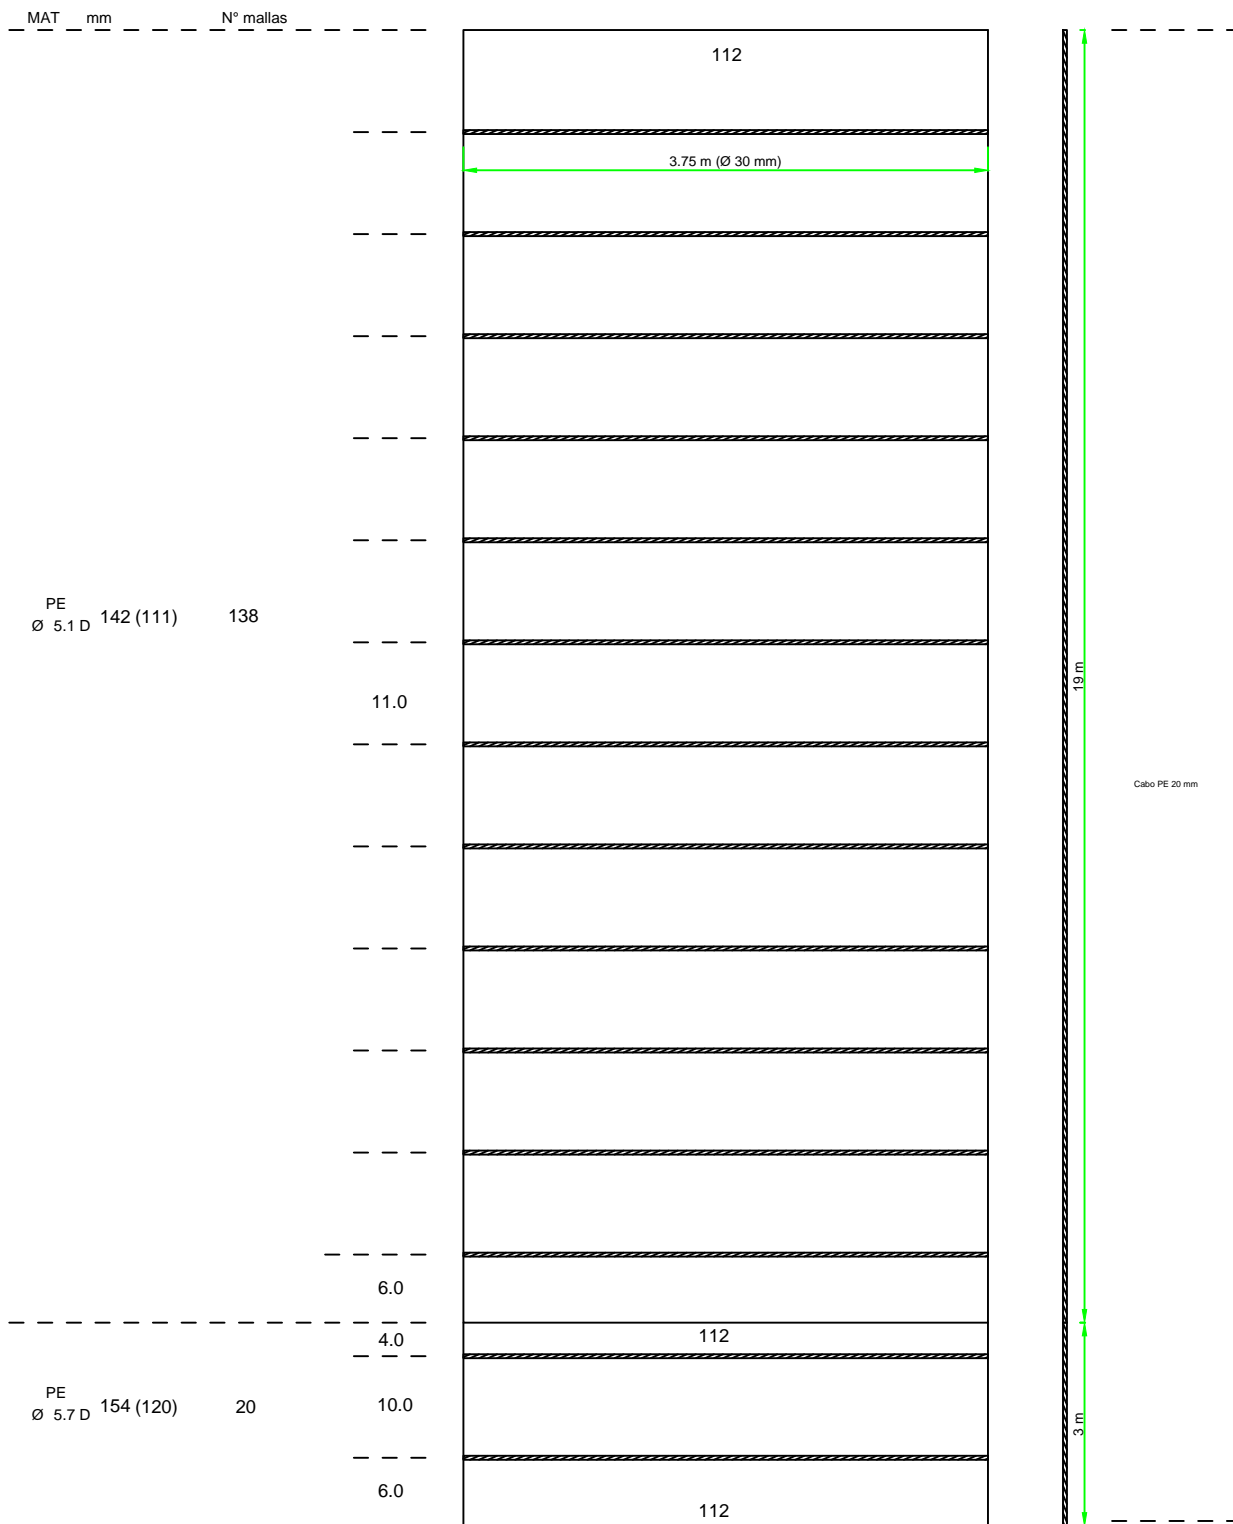 MAT mm N° mallas
112
3.75 m (Ø 30 mm)
PE
Ø 5.1 D 142 (111) 138
19 m
11.0
Cabo PE 20 mm
6.0
4.0 112
PE
Ø 5.7 D 154 (120) 20 10.0
3 m
6.0
112